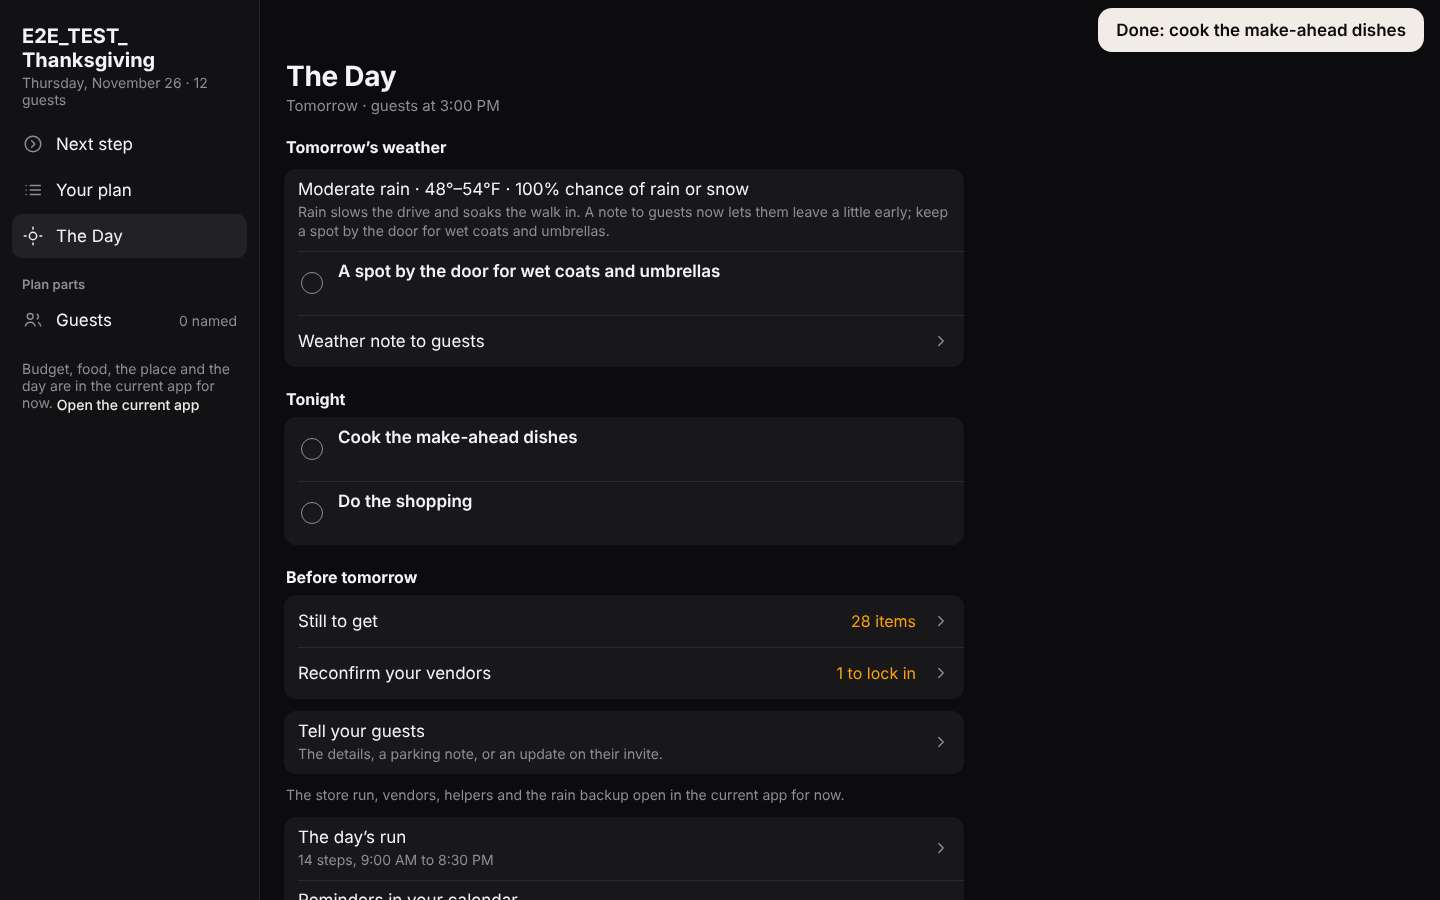 E2E_TEST_
Thanksgiving
Thursday, November 26 · 12
guests
Next step
Your plan
The Day
Plan parts
Guests
0 named
Budget, food, the place and the
day are in the current app for
now. Open the current app
Done: cook the make-ahead dishes
The Day
Tomorrow · guests at 3:00 PM
Tomorrow’s weather
Moderate rain · 48°–54°F · 100% chance of rain or snow
Rain slows the drive and soaks the walk in. A note to guests now lets them leave a little early; keep
a spot by the door for wet coats and umbrellas.
A spot by the door for wet coats and umbrellas
Weather note to guests
Tonight
Cook the make-ahead dishes
Do the shopping
Before tomorrow
Still to get
28 items
Reconfirm your vendors
1 to lock in
Tell your guests
The details, a parking note, or an update on their invite.
The store run, vendors, helpers and the rain backup open in the current app for now.
The day’s run
14 steps, 9:00 AM to 8:30 PM
Reminders in your calendar